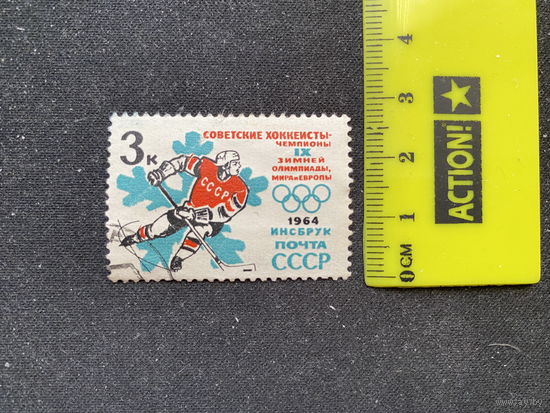 3к
СОВЕТСКИЕ ХОККЕИСТЫ-
ЧЕМПИОНЫ
IX
ЗИМНЕЙ
ОЛИМПИАДЫ,
МИРА и ЕВРОПЫ
СССР
1964
ИНСБРУК
ПОЧТА
СССР
4
3
2
1
0 СМ
ACTION!